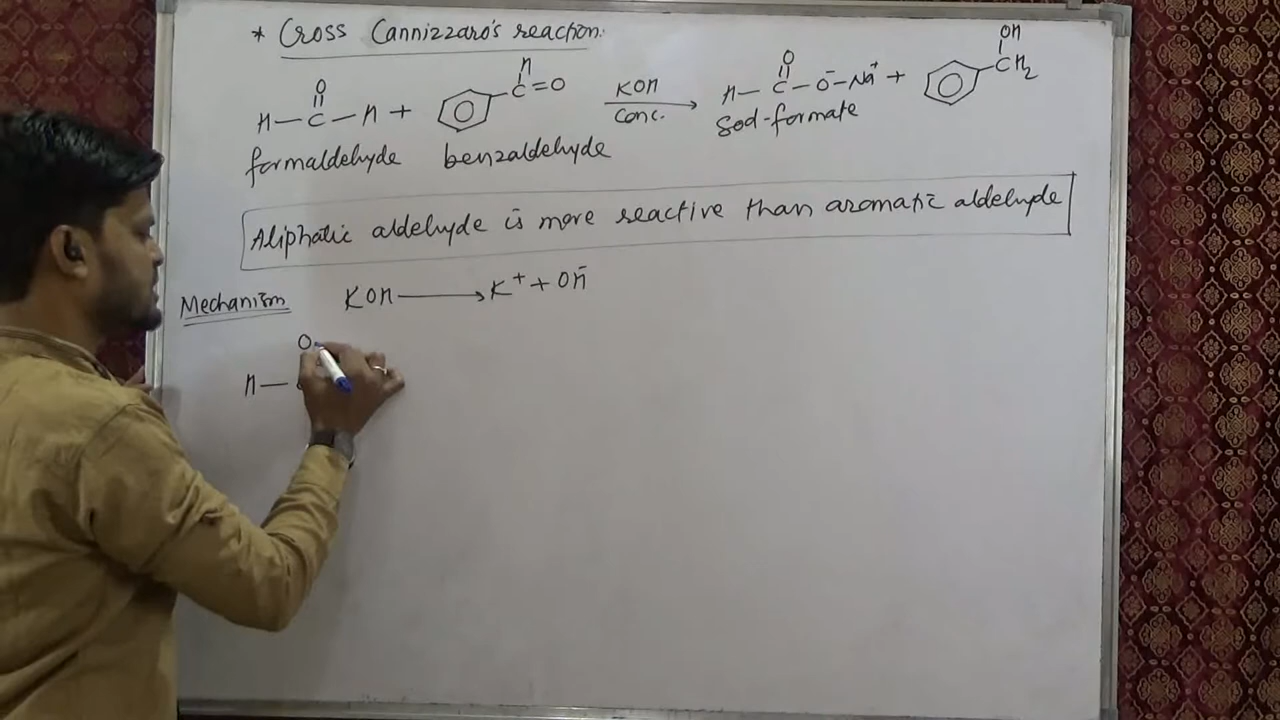 * Cross Cannizzaro's reaction:
O OH
H — C — H + H C=O KOH O H — C — O⁻ – Na⁺ + CH2
conc.
formaldehyde benzaldehyde sod-formate
Aliphatic aldehyde is more reactive than aromatic aldehyde
Mechanism KOH ⟶ K⁺ + OH⁻
O
H —